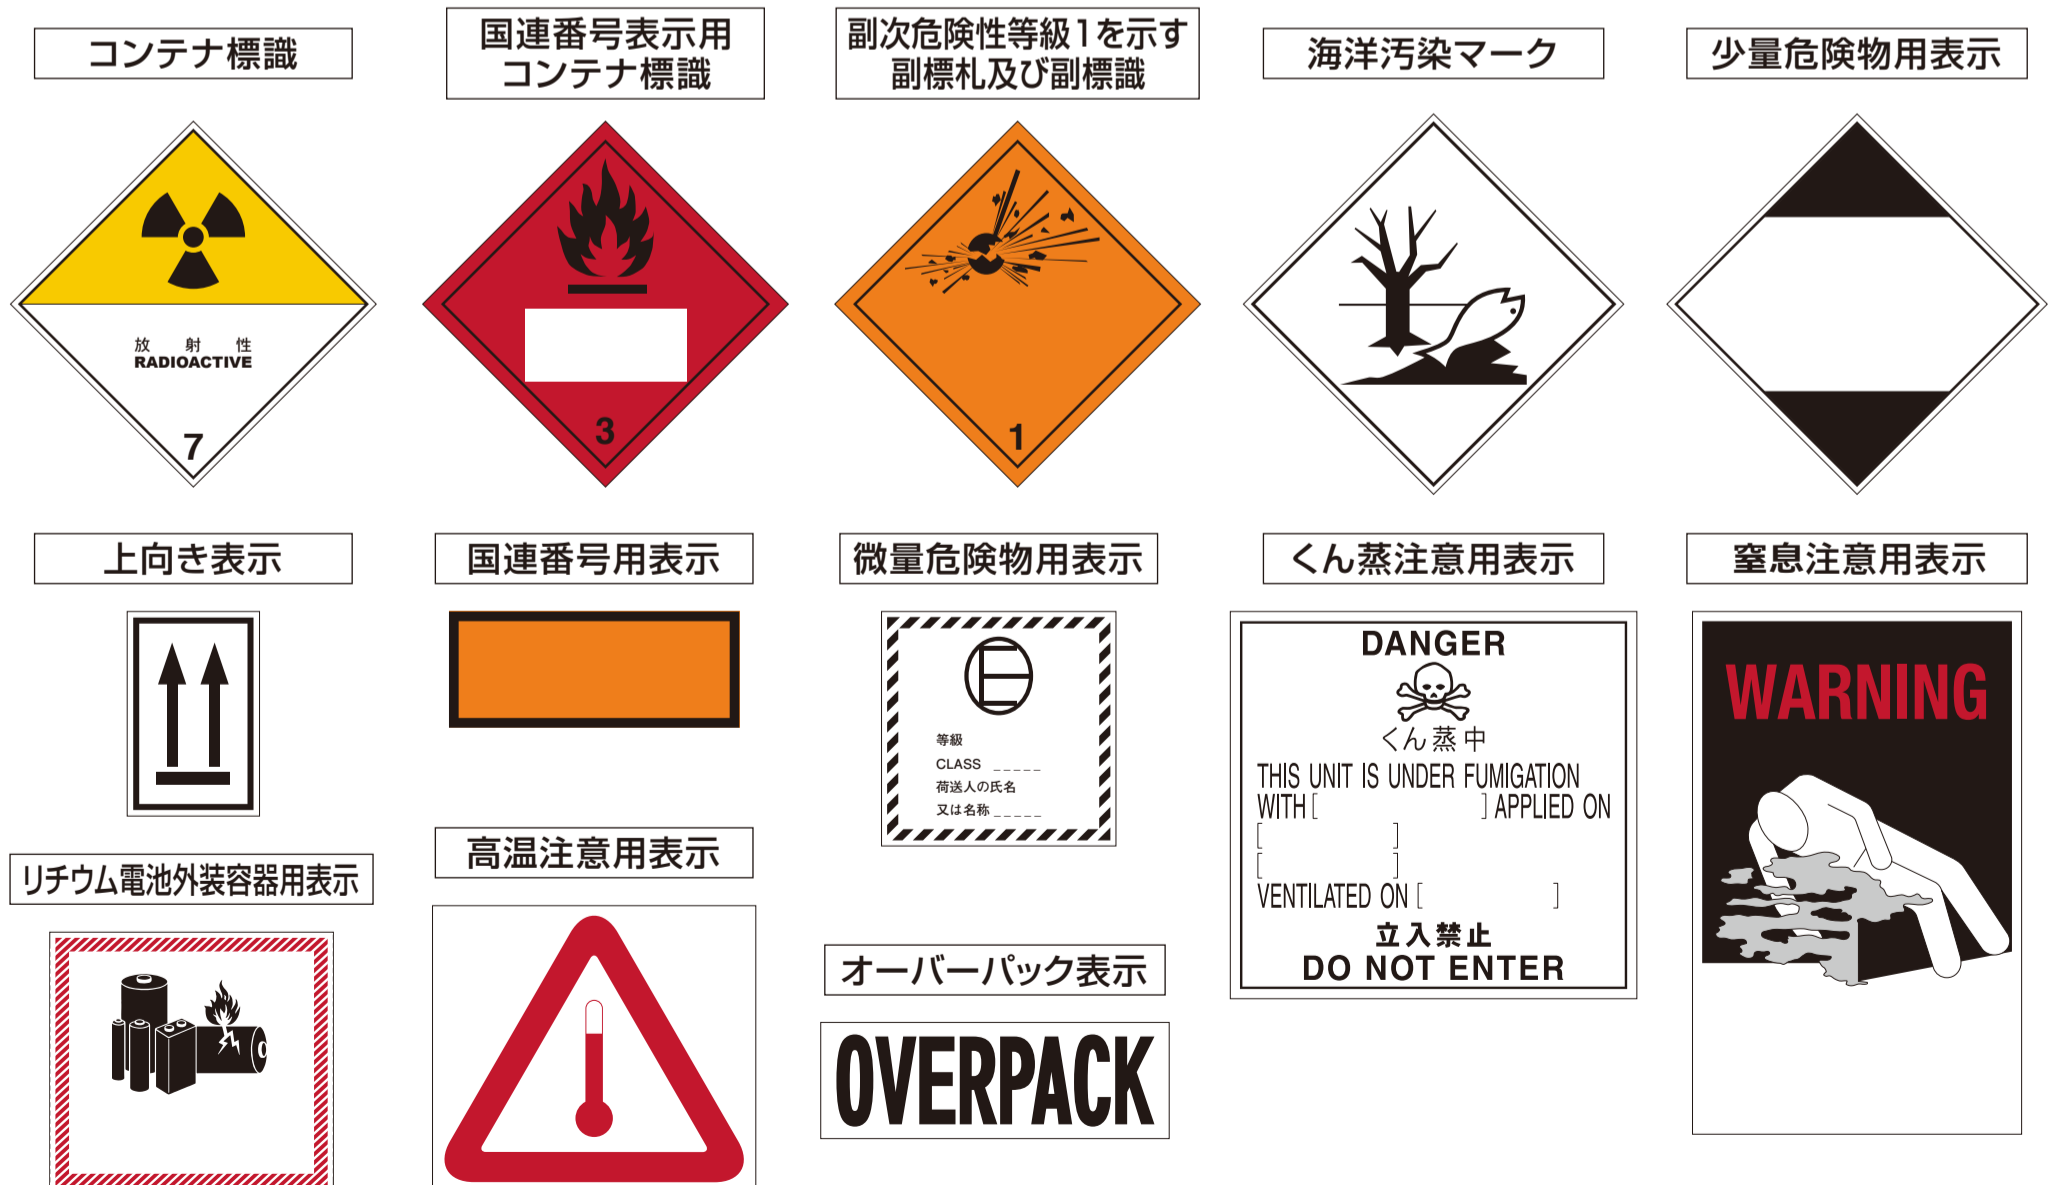 コンテナ標識
国連番号表示用
コンテナ標識
副次危険性等級1を示す
副標札及び副標識
海洋汚染マーク
少量危険物用表示
放射性
RADIOACTIVE
7
3
1
上向き表示
国連番号用表示
微量危険物用表示
くん蒸注意用表示
窒息注意用表示
E
等級
CLASS _____
荷送人の氏名
又は名称_____
DANGER
くん蒸中
THIS UNIT IS UNDER FUMIGATION
WITH [ ] APPLIED ON
[ ]
[ ]
VENTILATED ON [ ]
立入禁止
DO NOT ENTER
WARNING
リチウム電池外装容器用表示
高温注意用表示
オーバーパック表示
OVERPACK